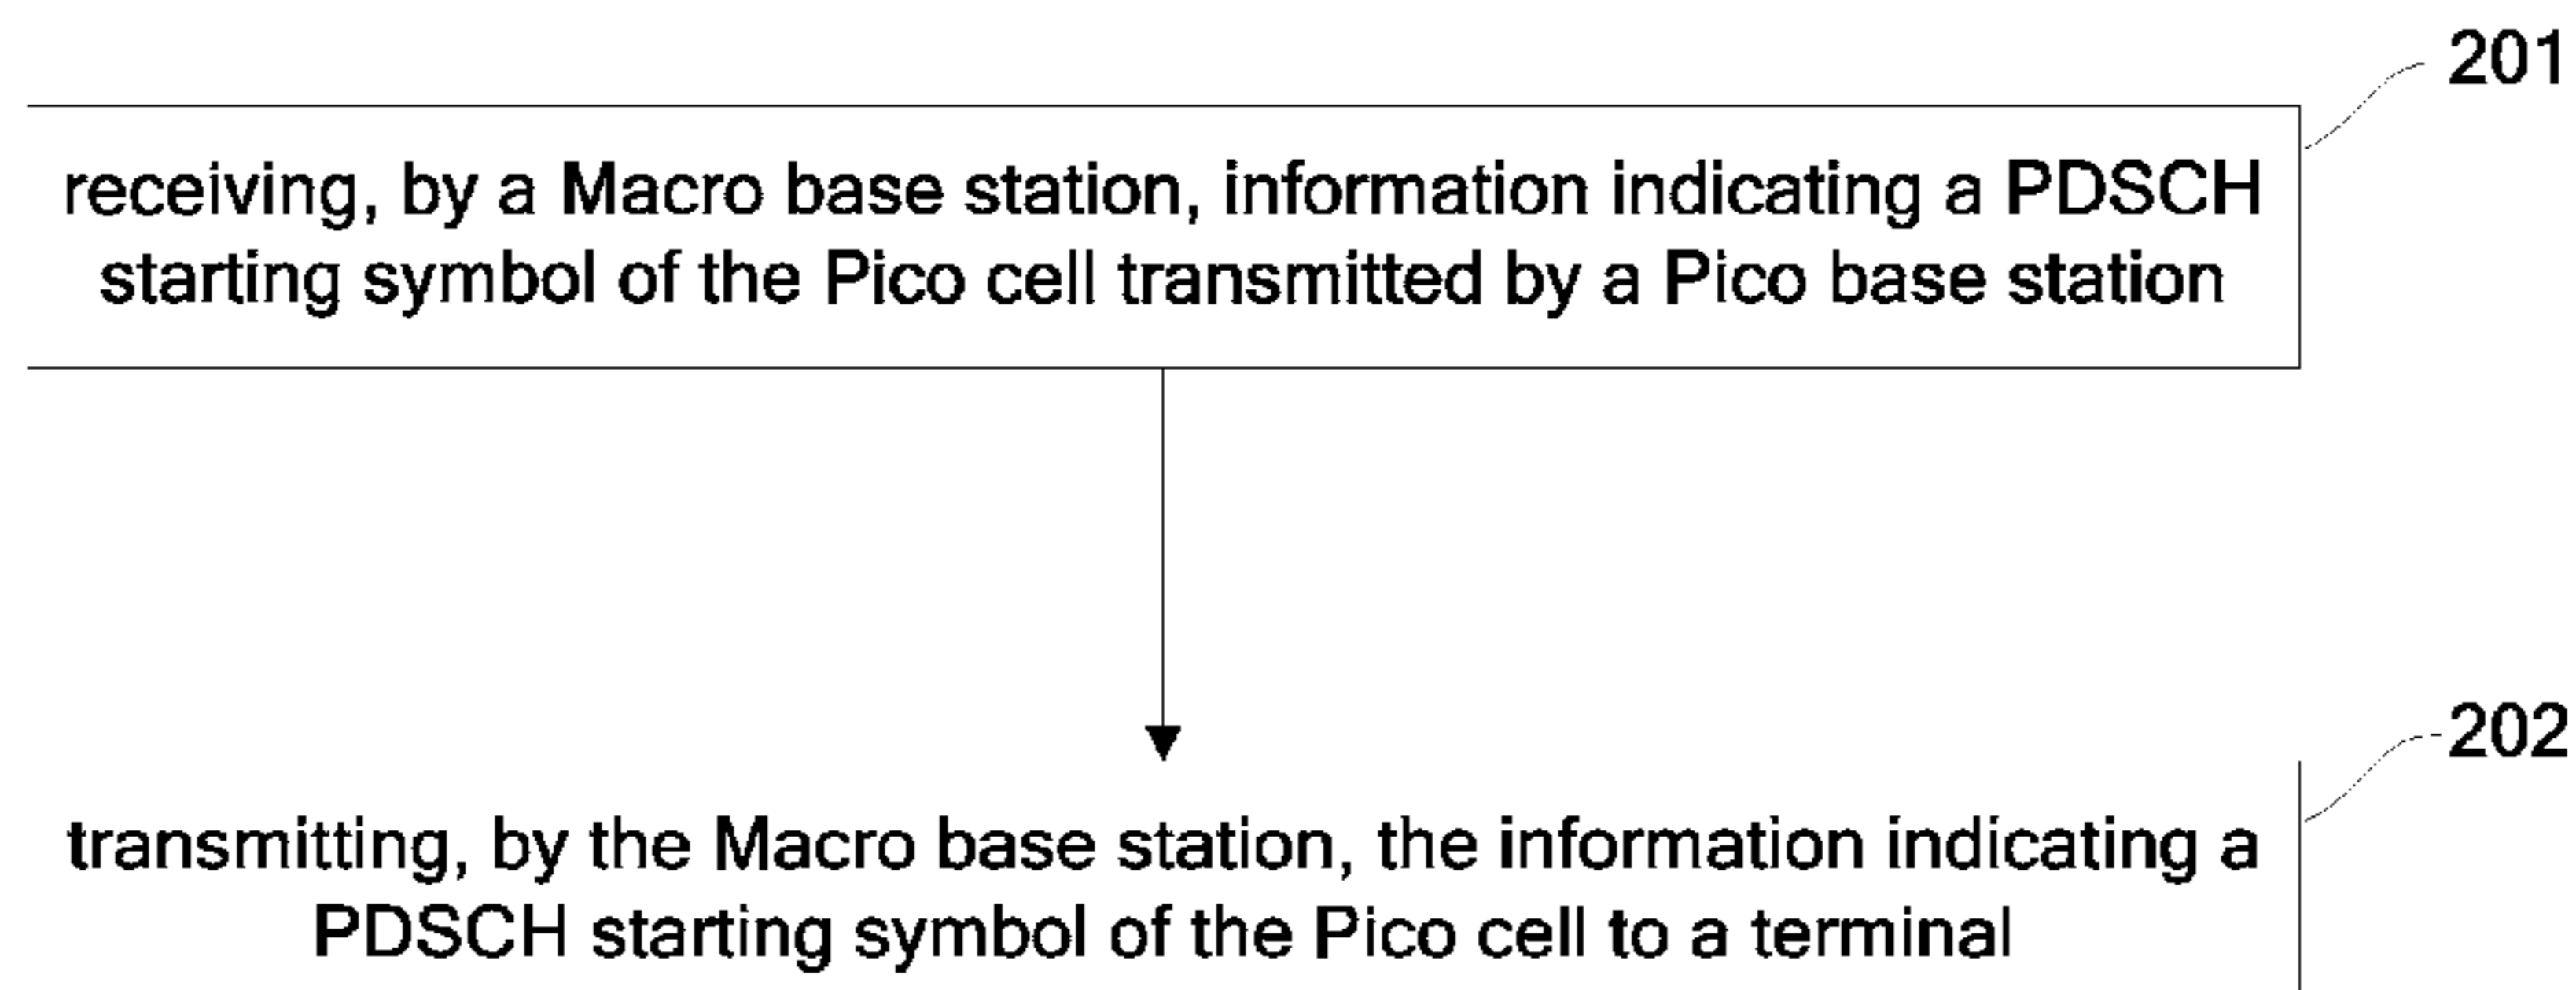 201
receiving, by a Macro base station, information indicating a PDSCH
starting symbol of the Pico cell transmitted by a Pico base station
202
transmitting, by the Macro base station, the information indicating a
PDSCH starting symbol of the Pico cell to a terminal